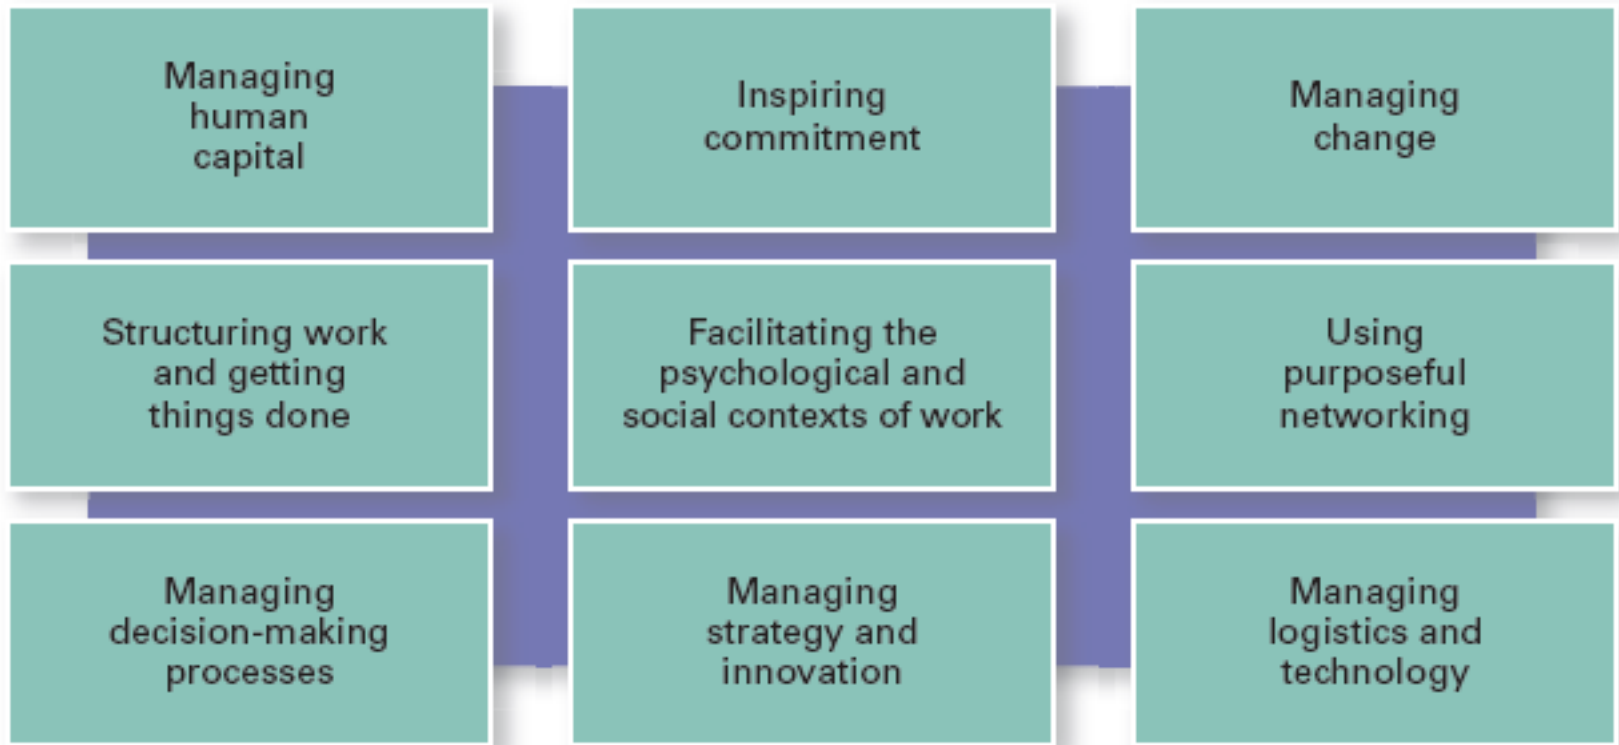 Managing
human
capital
Inspiring
commitment
Managing
change
Structuring work
and getting
things done
Facilitating the
psychological and
social contexts of work
Using
purposeful
networking
Managing
decision-making
processes
Managing
strategy and
innovation
Managing
logistics and
technology